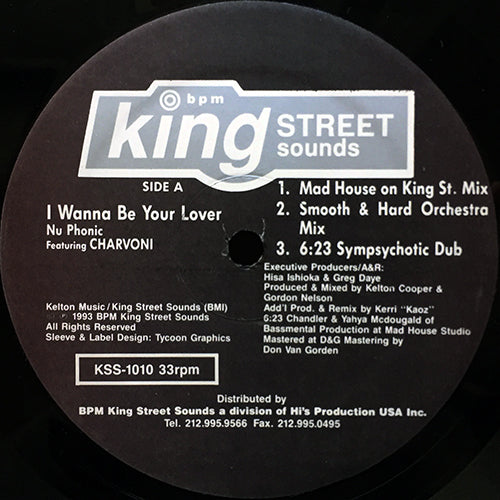 bpm
king STREET
sounds
SIDE A
I Wanna Be Your Lover
Nu Phonic
Featuring CHARVONI
1. Mad House on King St. Mix
2. Smooth & Hard Orchestra
Mix
3. 6:23 Sympsychotic Dub
Executive Producers/A&R:
Hisa Ishioka & Greg Daye
Produced & Mixed by Kelton Cooper &
Gordon Nelson
Add'l Prod. & Remix by Kerri "Kaoz"
6:23 Chandler & Yahya Mcdougald of
Bassmental Production at Mad House Studio
Mastered at D&G Mastering by
Don Van Gorden
Kelton Music/King Street Sounds (BMI)
© ℗ 1993 BPM King Street Sounds
All Rights Reserved
Sleeve & Label Design: Tycoon Graphics
KSS-1010 33rpm
Distributed by
BPM King Street Sounds a division of Hi's Production USA Inc.
Tel. 212.995.9566 Fax. 212.995.0495